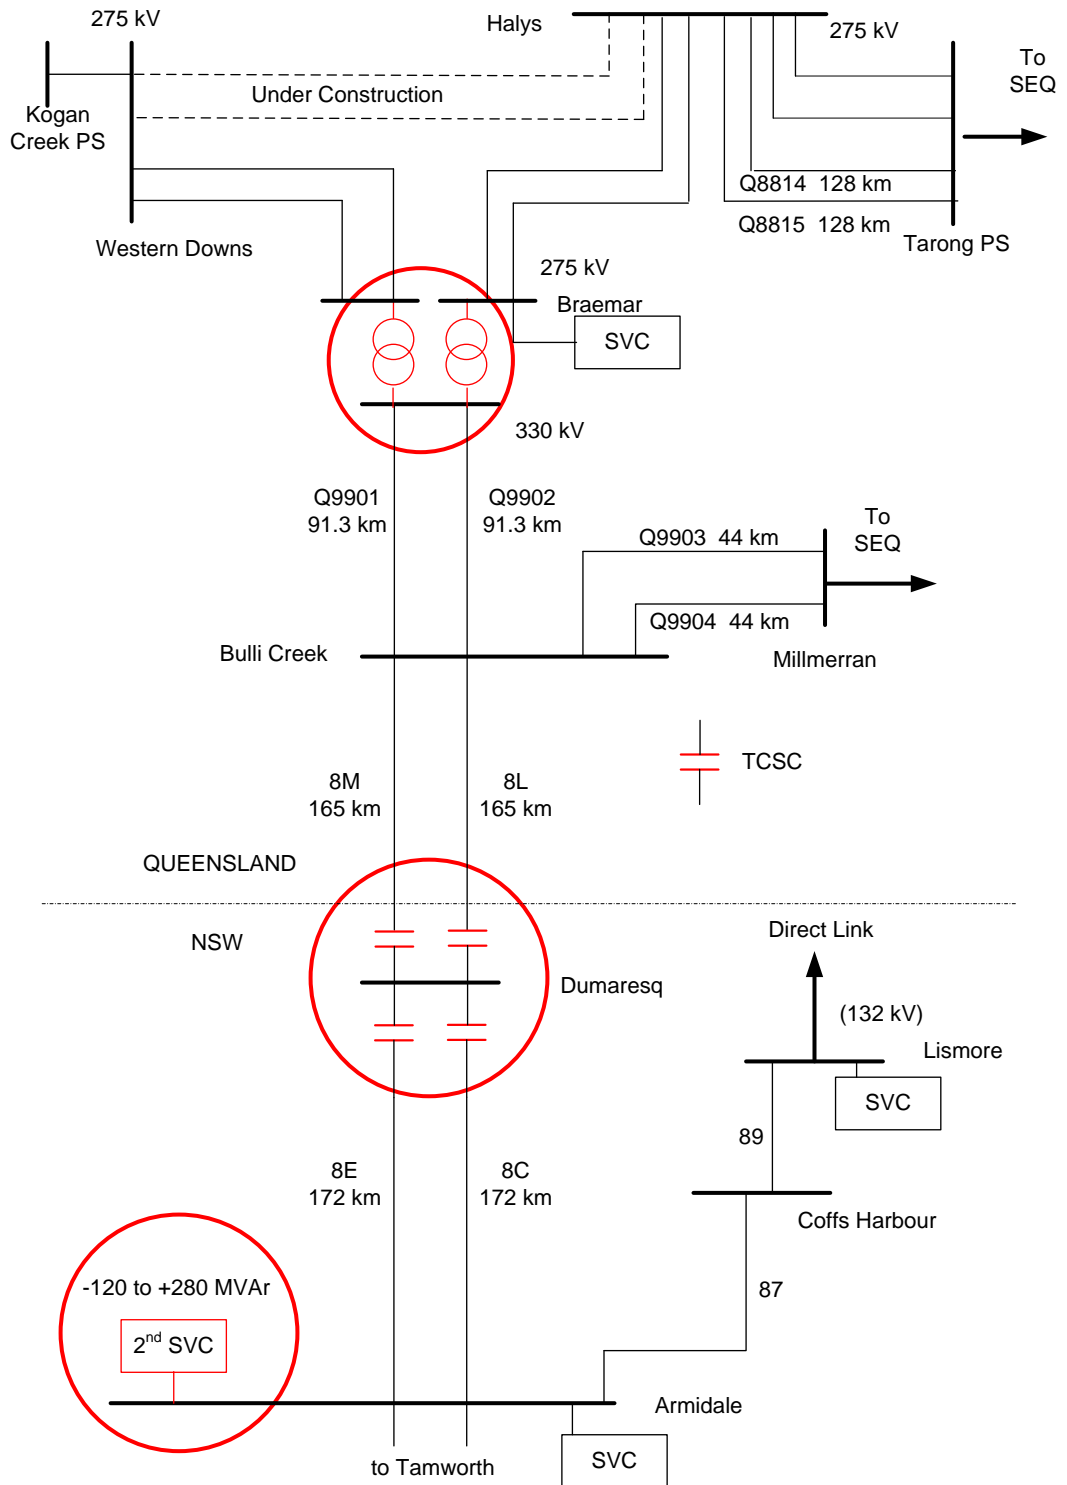 Halys
275 kV
275 kV
To
SEQ
Under Construction
Kogan
Creek PS
Q8814 128 km
Q8815 128 km
Western Downs
Tarong PS
275 kV
Braemar
SVC
330 kV
Q9901
91.3 km
Q9902
91.3 km
To
SEQ
Q9903 44 km
Q9904 44 km
Bulli Creek
Millmerran
TCSC
8M
165 km
8L
165 km
QUEENSLAND
NSW
Direct Link
Dumaresq
(132 kV)
Lismore
SVC
89
8E
172 km
8C
172 km
Coffs Harbour
-120 to +280 MVAr
87
2nd SVC
Armidale
to Tamworth
SVC